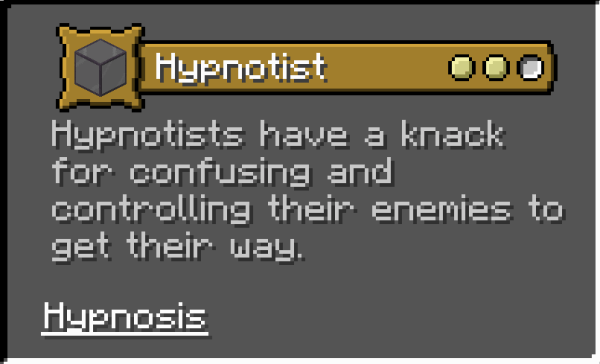 Hypnotist
Hypnotists have a knack
for confusing and
controlling their enemies to
get their way.
Hypnosis